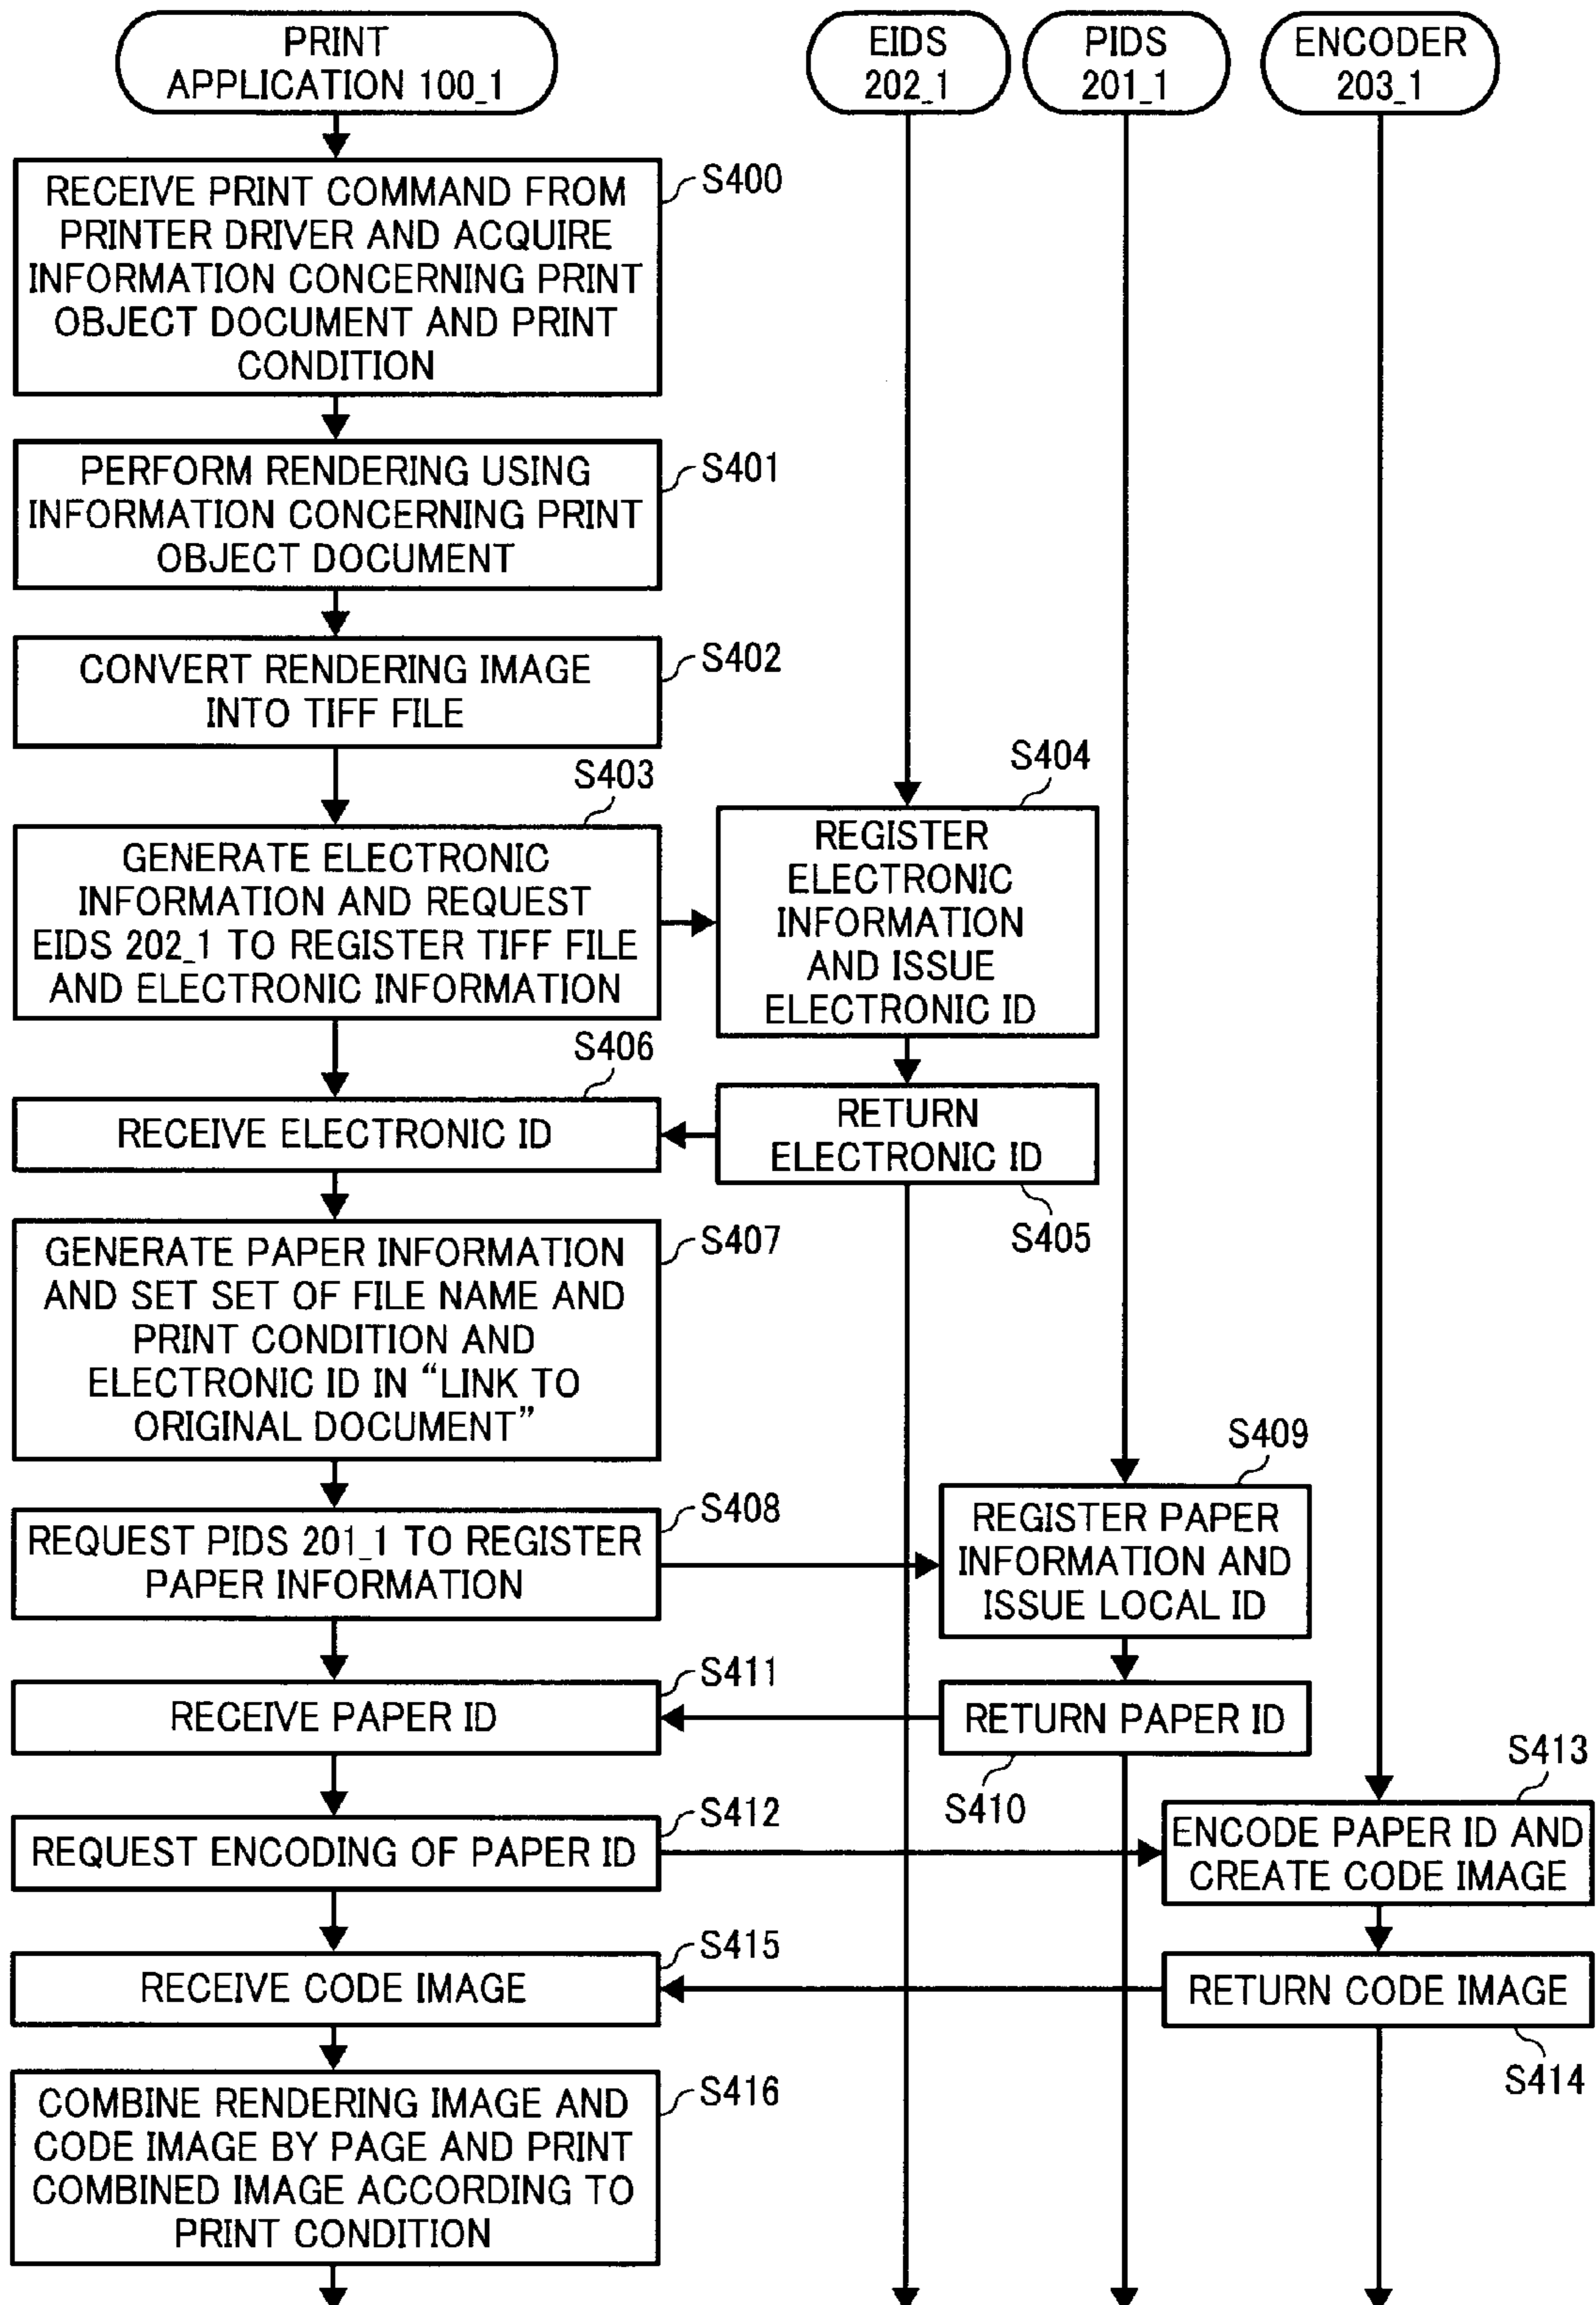 PRINT
APPLICATION 100_1
EIDS
202_1
PIDS
201_1
ENCODER
203_1
RECEIVE PRINT COMMAND FROM
PRINTER DRIVER AND ACQUIRE
INFORMATION CONCERNING PRINT
OBJECT DOCUMENT AND PRINT
CONDITION
S400
PERFORM RENDERING USING
INFORMATION CONCERNING PRINT
OBJECT DOCUMENT
S401
CONVERT RENDERING IMAGE
INTO TIFF FILE
S402
S403
GENERATE ELECTRONIC
INFORMATION AND REQUEST
EIDS 202_1 TO REGISTER TIFF FILE
AND ELECTRONIC INFORMATION
S404
REGISTER
ELECTRONIC
INFORMATION
AND ISSUE
ELECTRONIC ID
S406
RECEIVE ELECTRONIC ID
RETURN
ELECTRONIC ID
S405
GENERATE PAPER INFORMATION
AND SET SET OF FILE NAME AND
PRINT CONDITION AND
ELECTRONIC ID IN “LINK TO
ORIGINAL DOCUMENT”
S407
REQUEST PIDS 201_1 TO REGISTER
PAPER INFORMATION
S408
S409
REGISTER PAPER
INFORMATION AND
ISSUE LOCAL ID
RECEIVE PAPER ID
S411
RETURN PAPER ID
S410
REQUEST ENCODING OF PAPER ID
S412
S413
ENCODE PAPER ID AND
CREATE CODE IMAGE
RECEIVE CODE IMAGE
S415
RETURN CODE IMAGE
S414
COMBINE RENDERING IMAGE AND
CODE IMAGE BY PAGE AND PRINT
COMBINED IMAGE ACCORDING TO
PRINT CONDITION
S416